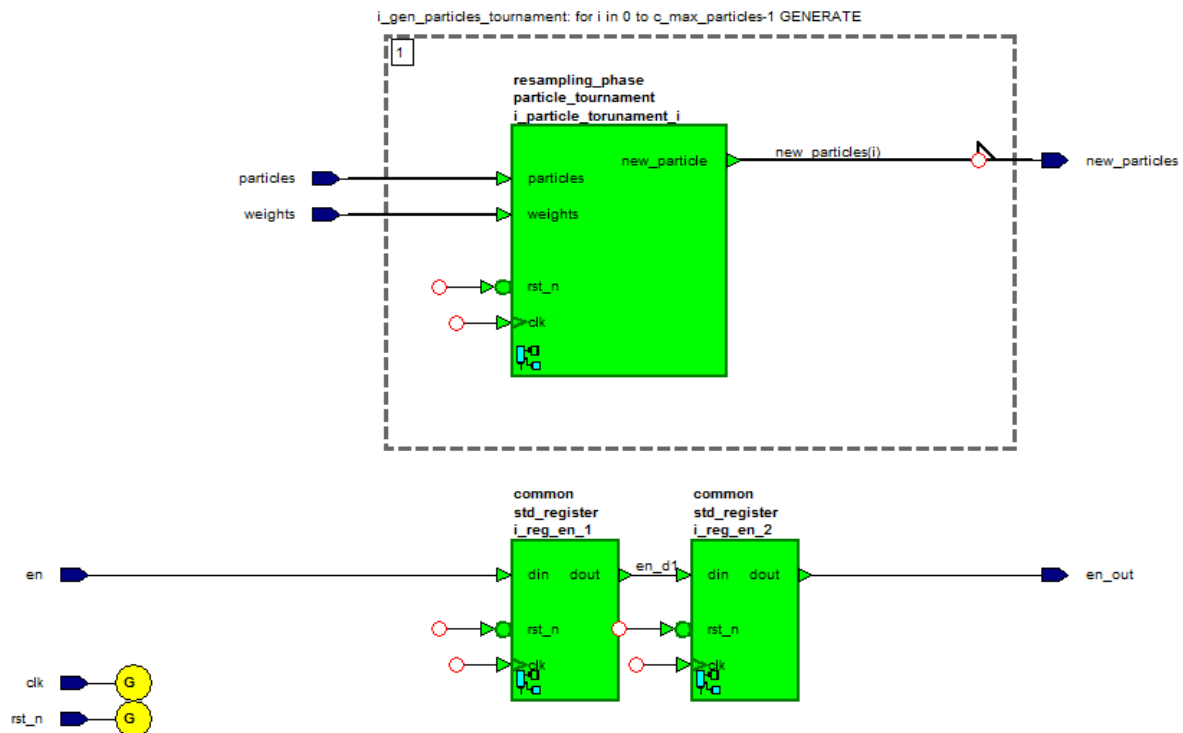 i_gen_particles_tournament: for i in 0 to c_max_particles-1 GENERATE
1
resampling_phase
particle_tournament
i_particle_torunament_i
new_particle
new_particles(i)
new_particles
particles
particles
weights
weights
rst_n
clk
common
std_register
i_reg_en_1
common
std_register
i_reg_en_2
en
din
dout
en_d1
din
dout
en_out
rst_n
rst_n
clk
clk
clk
G
rst_n
G